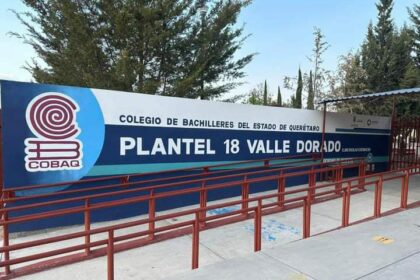 COLEGIO DE BACHILLERES DEL ESTADO DE QUERÉTARO
PLANTEL 18 VALLE DORADO
COBAQ